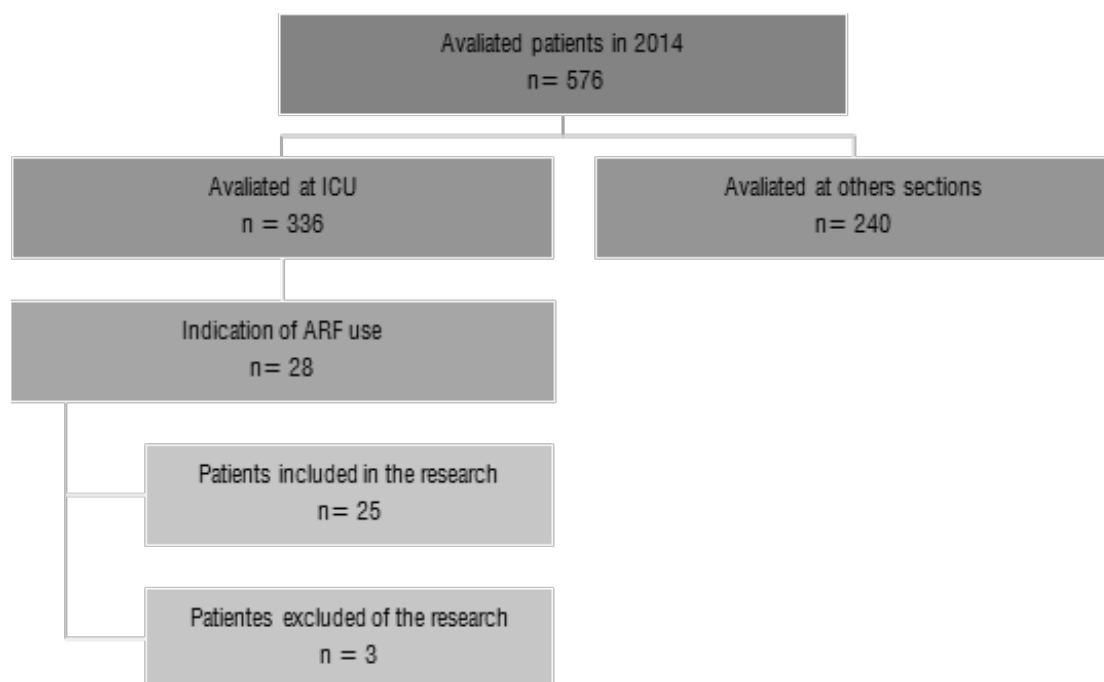 Avaliated patients in 2014
n= 576
Avaliated at ICU
n = 336
Avaliated at others sections
n= 240
Indication of ARF use
n= 28
Patients included in the research
n= 25
Patientes excluded of the research
n = 3